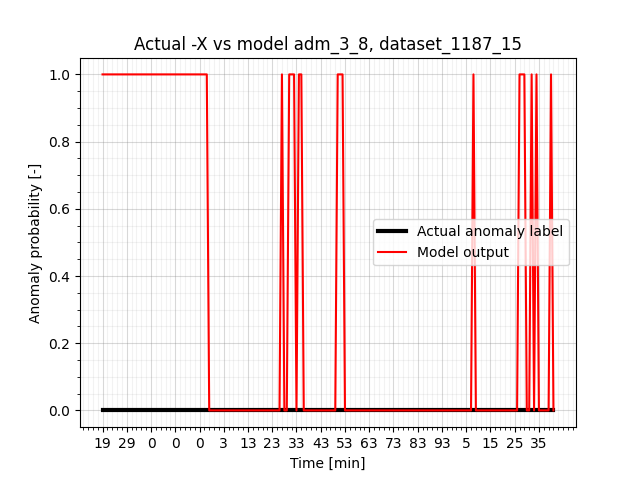 Actual -X vs model adm_3_8, dataset_1187_15
Anomaly probability [-]
1.0
0.8
0.6
0.4
0.2
0.0
Actual anomaly label
Model output
19 29 0 0 0 3 13 23 33 43 53 63 73 83 93 5 15 25 35
Time [min]